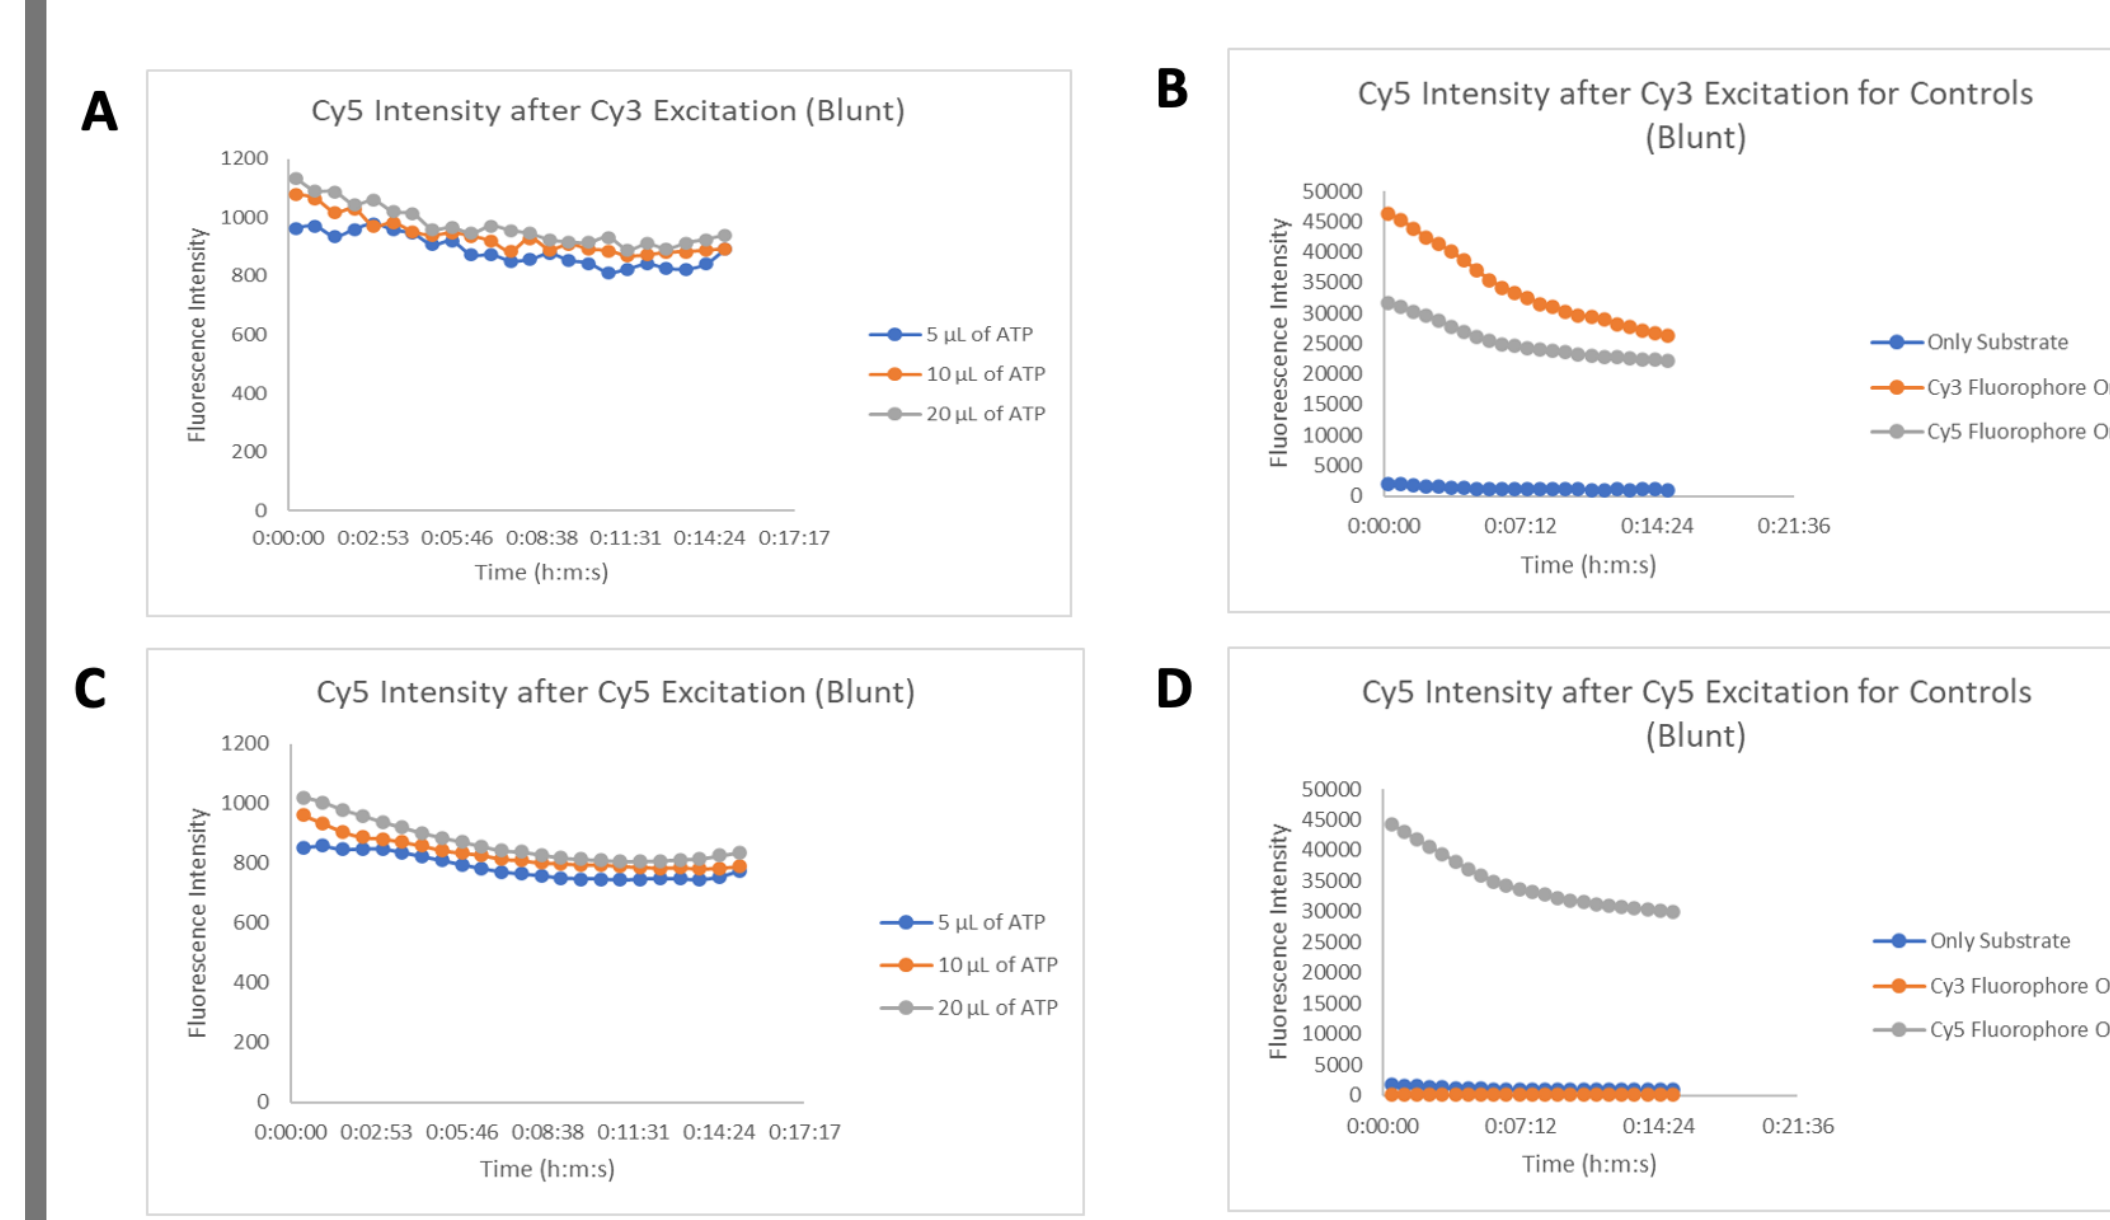 A
Cy5 Intensity after Cy3 Excitation (Blunt)
Fluorescence Intensity
1200
1000
800
600
400
200
0
0:00:00 0:02:53 0:05:46 0:08:38 0:11:31 0:14:24 0:17:17
Time (h:m:s)
5 µL of ATP
10 µL of ATP
20 µL of ATP
B
Cy5 Intensity after Cy3 Excitation for Controls
(Blunt)
Fluoreescence Intensity
50000
45000
40000
35000
30000
25000
20000
15000
10000
5000
0
0:00:00 0:07:12 0:14:24 0:21:36
Time (h:m:s)
Only Substrate
Cy3 Fluorophore
Cy5 Fluorophore
C
Cy5 Intensity after Cy5 Excitation (Blunt)
Fluorescence Intensity
1200
1000
800
600
400
200
0
0:00:00 0:02:53 0:05:46 0:08:38 0:11:31 0:14:24 0:17:17
Time (h:m:s)
5 µL of ATP
10 µL of ATP
20 µL of ATP
D
Cy5 Intensity after Cy5 Excitation for Controls
(Blunt)
Fluorescence Intensity
50000
45000
40000
35000
30000
25000
20000
15000
10000
5000
0
0:00:00 0:07:12 0:14:24 0:21:36
Time (h:m:s)
Only Substrate
Cy3 Fluorophore
Cy5 Fluorophore